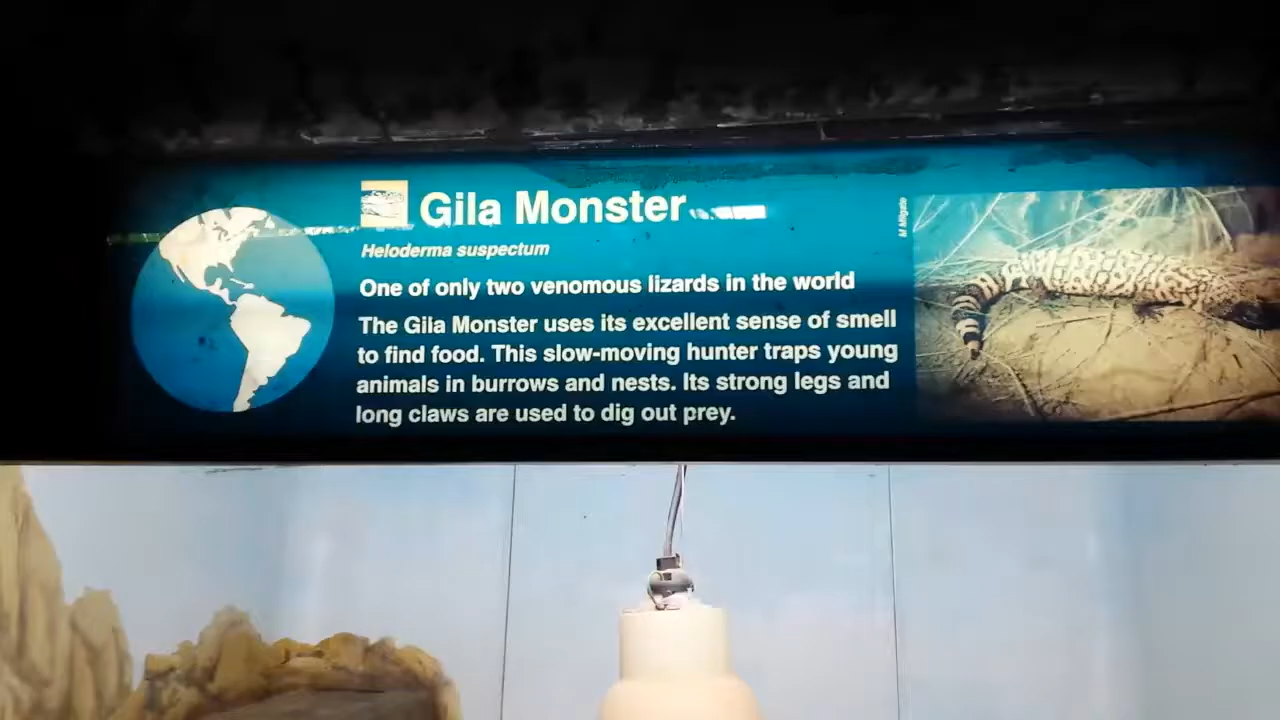 Gila Monster
Heloderma suspectum
One of only two venomous lizards in the world
The Gila Monster uses its excellent sense of smell
to find food. This slow-moving hunter traps young
animals in burrows and nests. Its strong legs and
long claws are used to dig out prey.